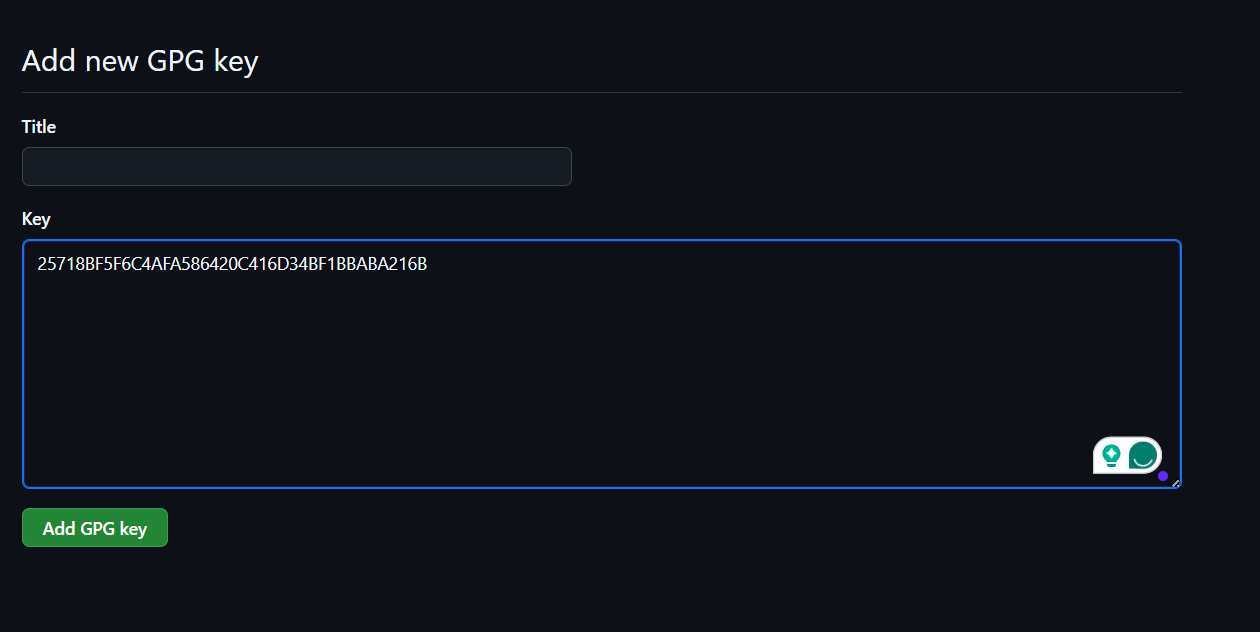 Add new GPG key
Title
Key
25718BF5F6C4AFA586420C416D34BF1BBABA216B
Add GPG key